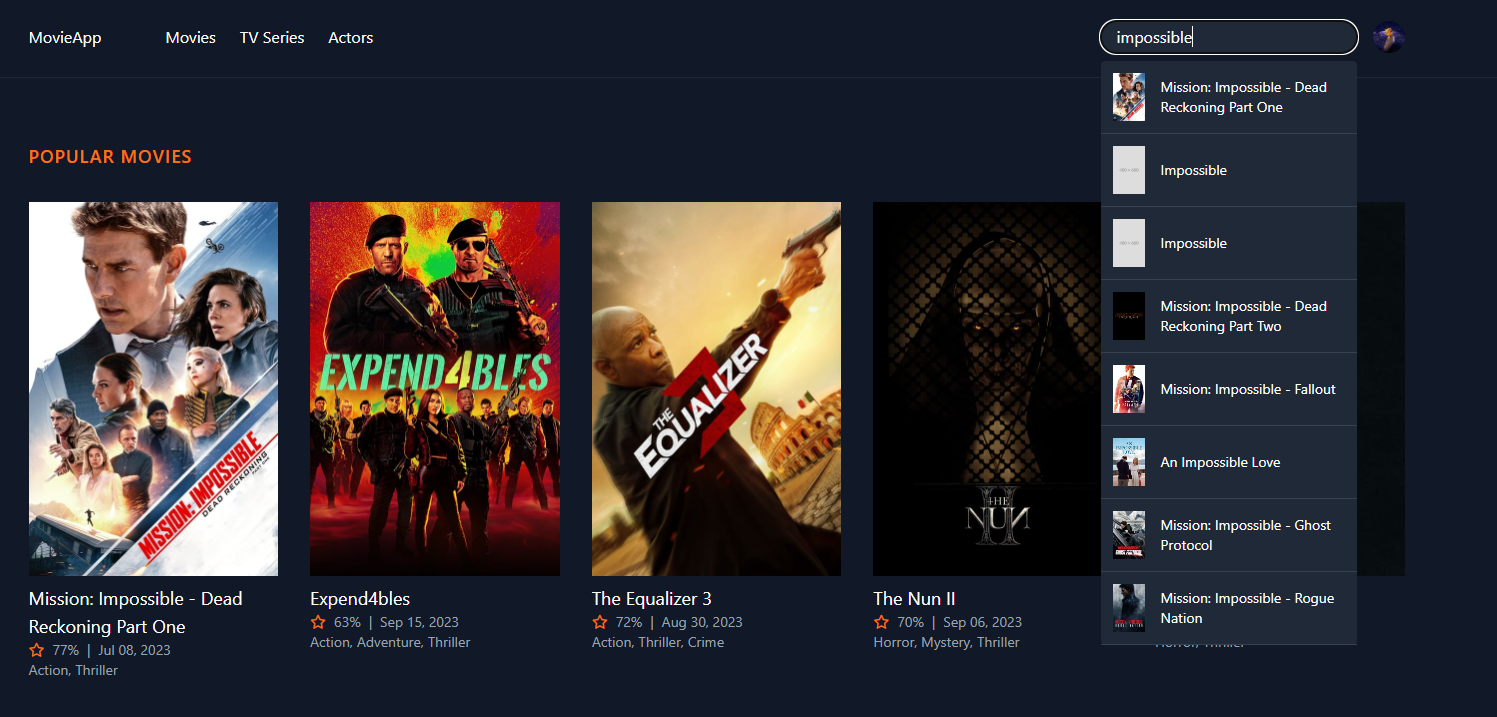 MovieApp
Movies
TV Series
Actors
impossible
Mission: Impossible - Dead
Reckoning Part One
Impossible
Impossible
Mission: Impossible - Dead
Reckoning Part Two
Mission: Impossible - Fallout
An Impossible Love
Mission: Impossible - Ghost
Protocol
Mission: Impossible - Rogue
Nation
POPULAR MOVIES
MISSION: IMPOSSIBLE
DEAD RECKONING
PART ONE
EXPEND4BLES
THE
EQUALIZER
3
THE
NUN
II
Mission: Impossible - Dead
Reckoning Part One
77% | Jul 08, 2023
Action, Thriller
Expend4bles
63% | Sep 15, 2023
Action, Adventure, Thriller
The Equalizer 3
72% | Aug 30, 2023
Action, Thriller, Crime
The Nun II
70% | Sep 06, 2023
Horror, Mystery, Thriller